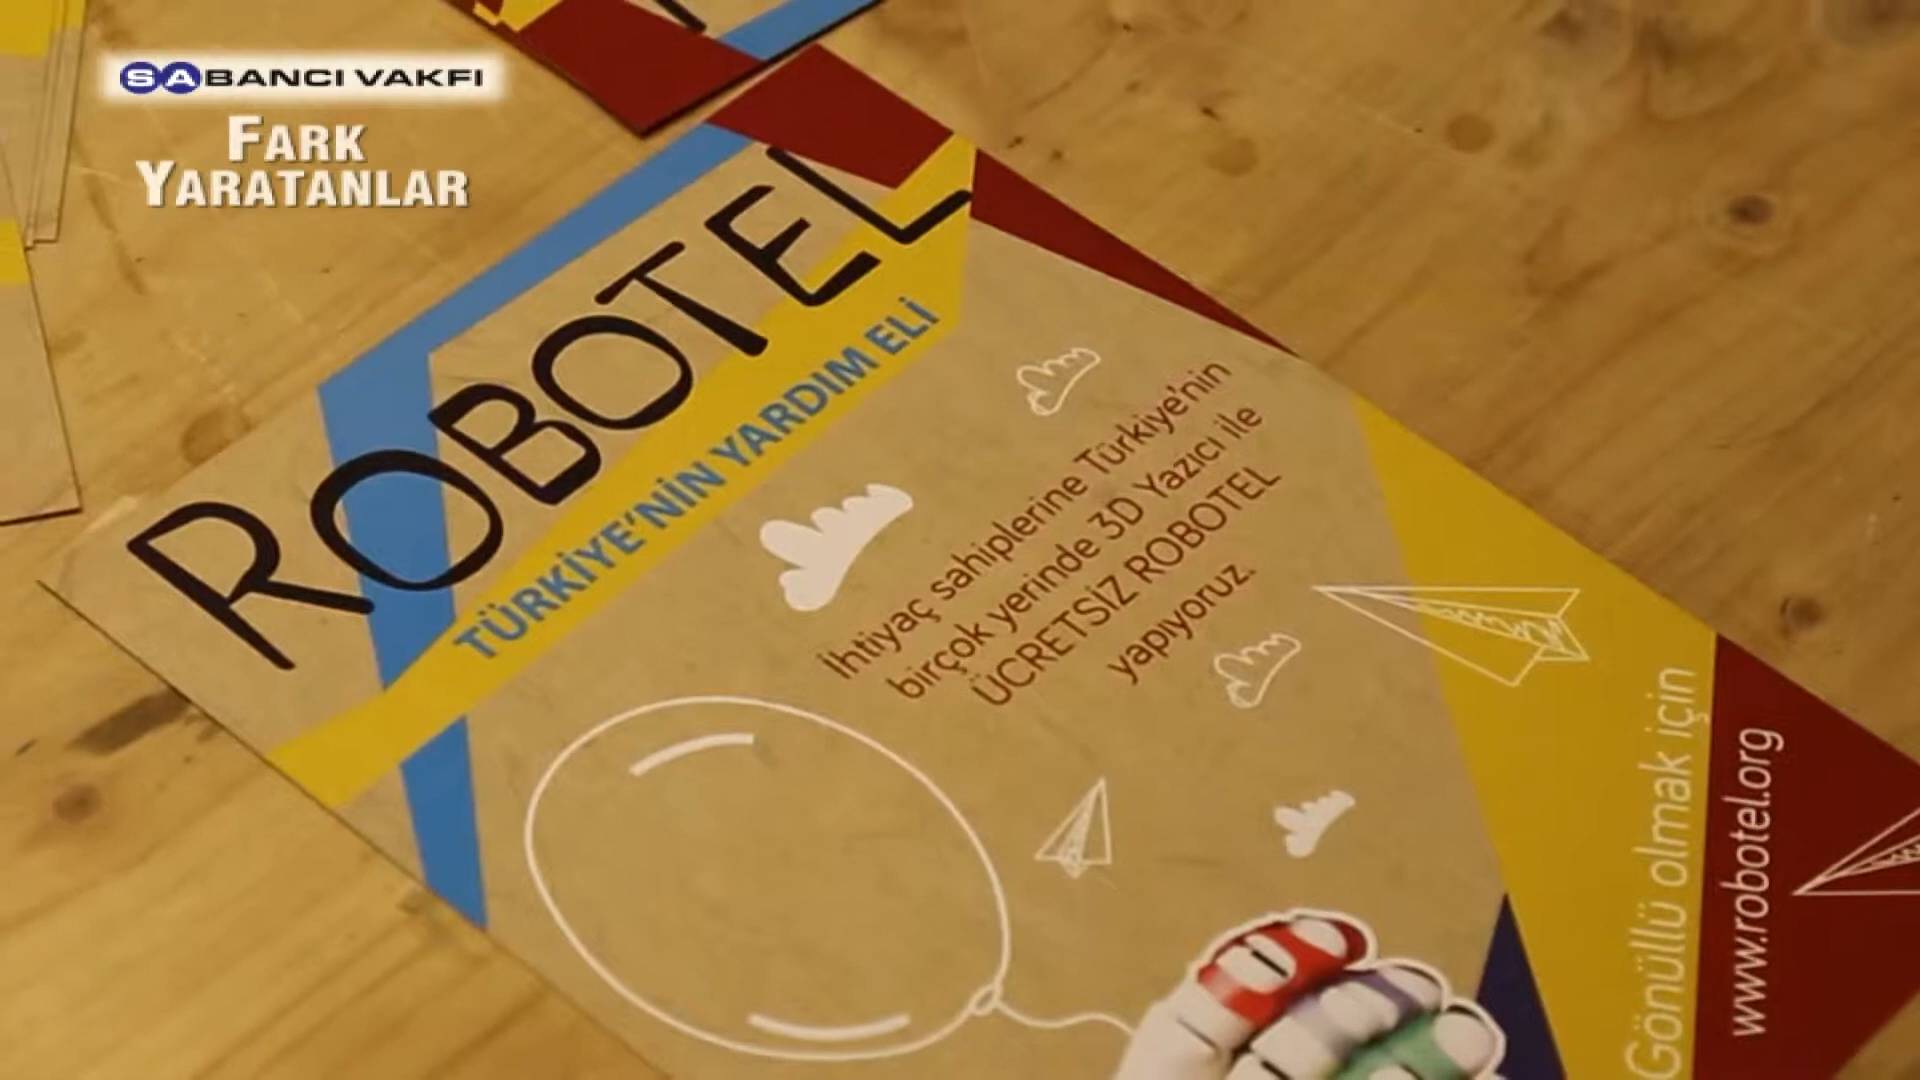 SABANCI VAKFI
FARK
YARATANLAR
ROBOTEL
TÜRKİYE'NİN YARDIM ELİ
İhtiyaç sahiplerine Türkiye'nin
birçok yerinde 3D Yazıcı ile
ÜCRETSİZ ROBOTEL
yapıyoruz.
Gönüllü olmak için
www.robotel.org